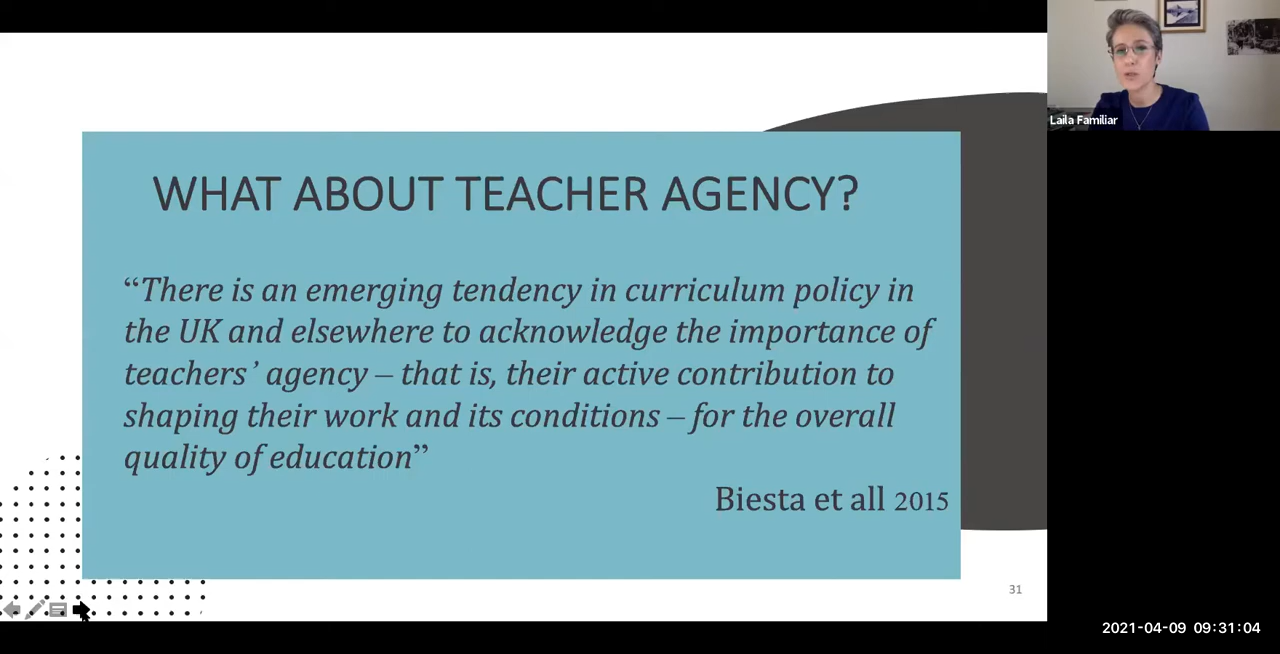 WHAT ABOUT TEACHER AGENCY?
“There is an emerging tendency in curriculum policy in
the UK and elsewhere to acknowledge the importance of
teachers’ agency – that is, their active contribution to
shaping their work and its conditions – for the overall
quality of education”
Biesta et all 2015
31
Laila Familiar
2021-04-09 09:31:04